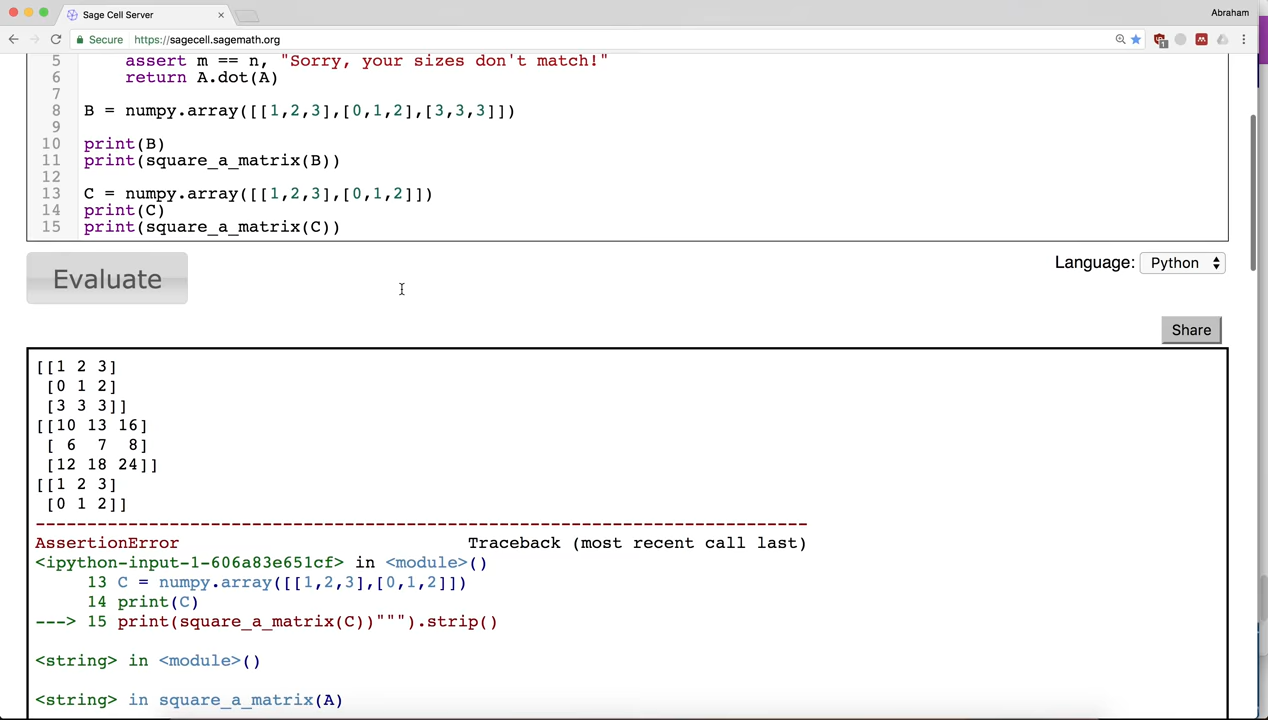 Sage Cell Server
Abraham
Secure https://sagecell.sagemath.org
5 assert m == n, "Sorry, your sizes don't match!"
6 return A.dot(A)
7
8 B = numpy.array([[1,2,3],[0,1,2],[3,3,3]])
9
10 print(B)
11 print(square_a_matrix(B))
12
13 C = numpy.array([[1,2,3],[0,1,2]])
14 print(C)
15 print(square_a_matrix(C))
Evaluate
Language: Python
Share
[[1 2 3]
[0 1 2]
[3 3 3]]
[[10 13 16]
[ 6 7 8]
[12 18 24]]
[[1 2 3]
[0 1 2]]
---------------------------------------------------------------------------
AssertionError Traceback (most recent call last)
<ipython-input-1-606a83e651cf> in <module>()
13 C = numpy.array([[1,2,3],[0,1,2]])
14 print(C)
---> 15 print(square_a_matrix(C))""").strip()
<string> in <module>()
<string> in square_a_matrix(A)